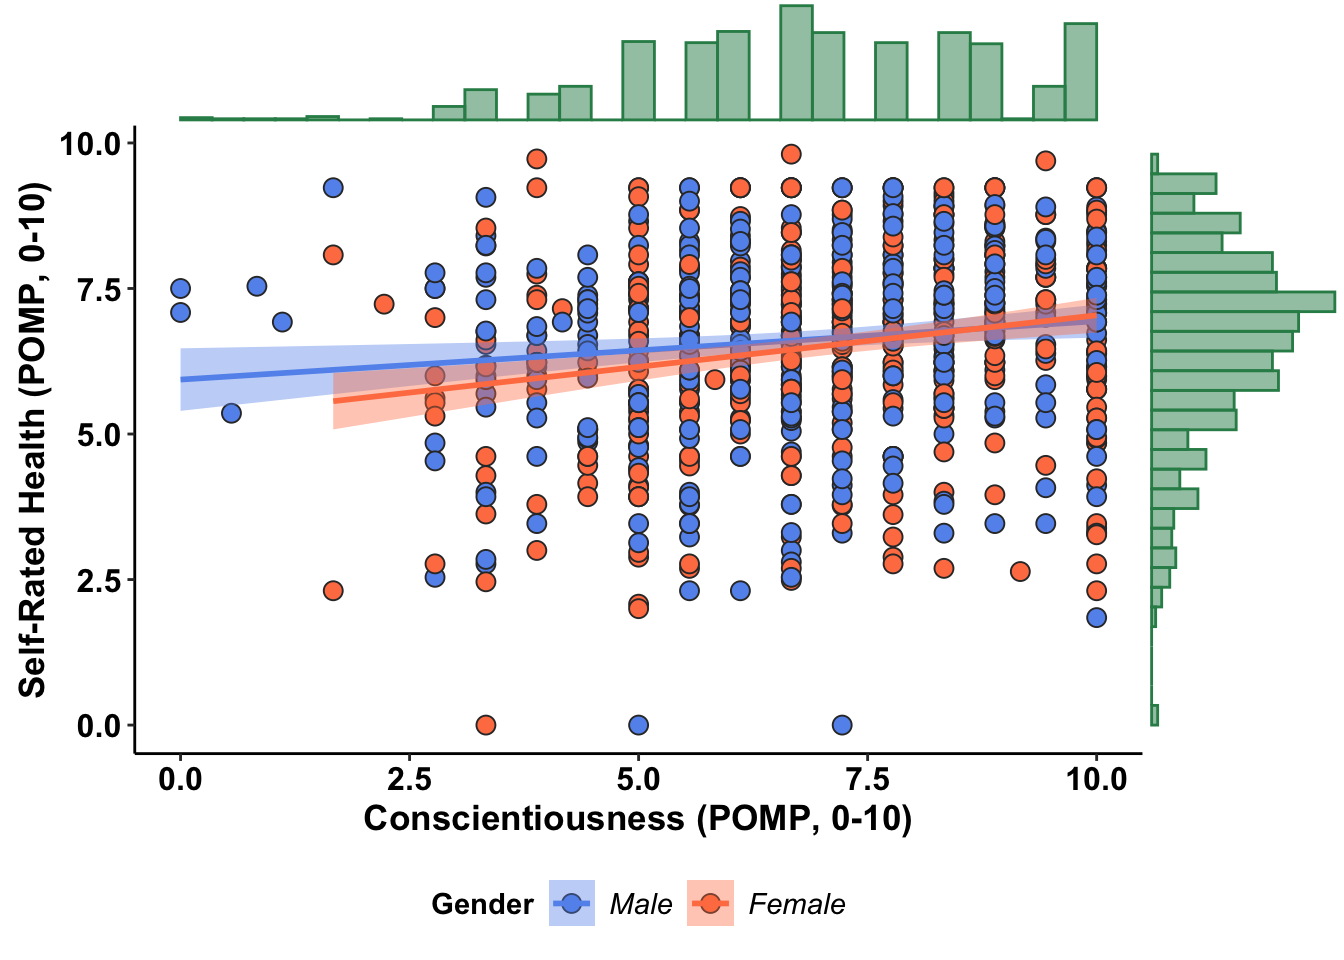 10.0
7.5
5.0
2.5
0.0
Self-Rated Health (POMP, 0-10)
0.0 2.5 5.0 7.5 10.0
Conscientiousness (POMP, 0-10)
Gender Male Female